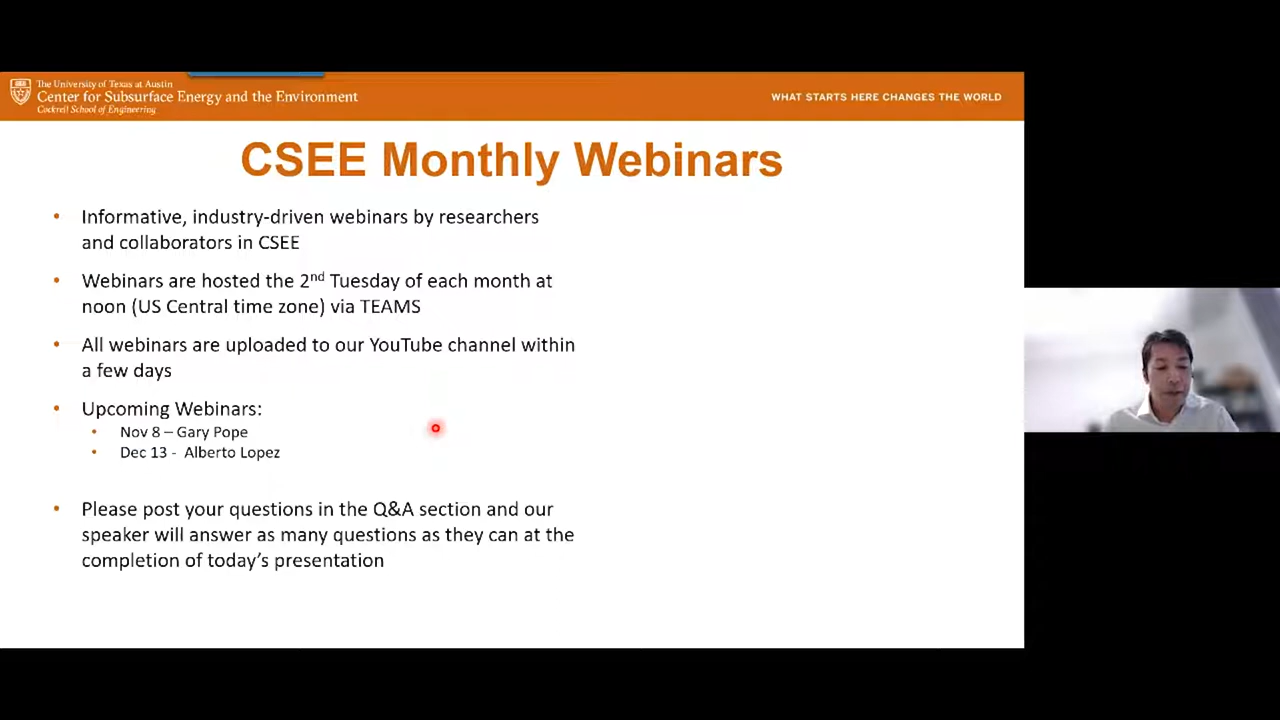 The University of Texas at Austin
Center for Subsurface Energy and the Environment
Cockrell School of Engineering
WHAT STARTS HERE CHANGES THE WORLD
CSEE Monthly Webinars
• Informative, industry-driven webinars by researchers
and collaborators in CSEE
• Webinars are hosted the 2nd Tuesday of each month at
noon (US Central time zone) via TEAMS
• All webinars are uploaded to our YouTube channel within
a few days
• Upcoming Webinars:
• Nov 8 – Gary Pope
• Dec 13 - Alberto Lopez
• Please post your questions in the Q&A section and our
speaker will answer as many questions as they can at the
completion of today's presentation